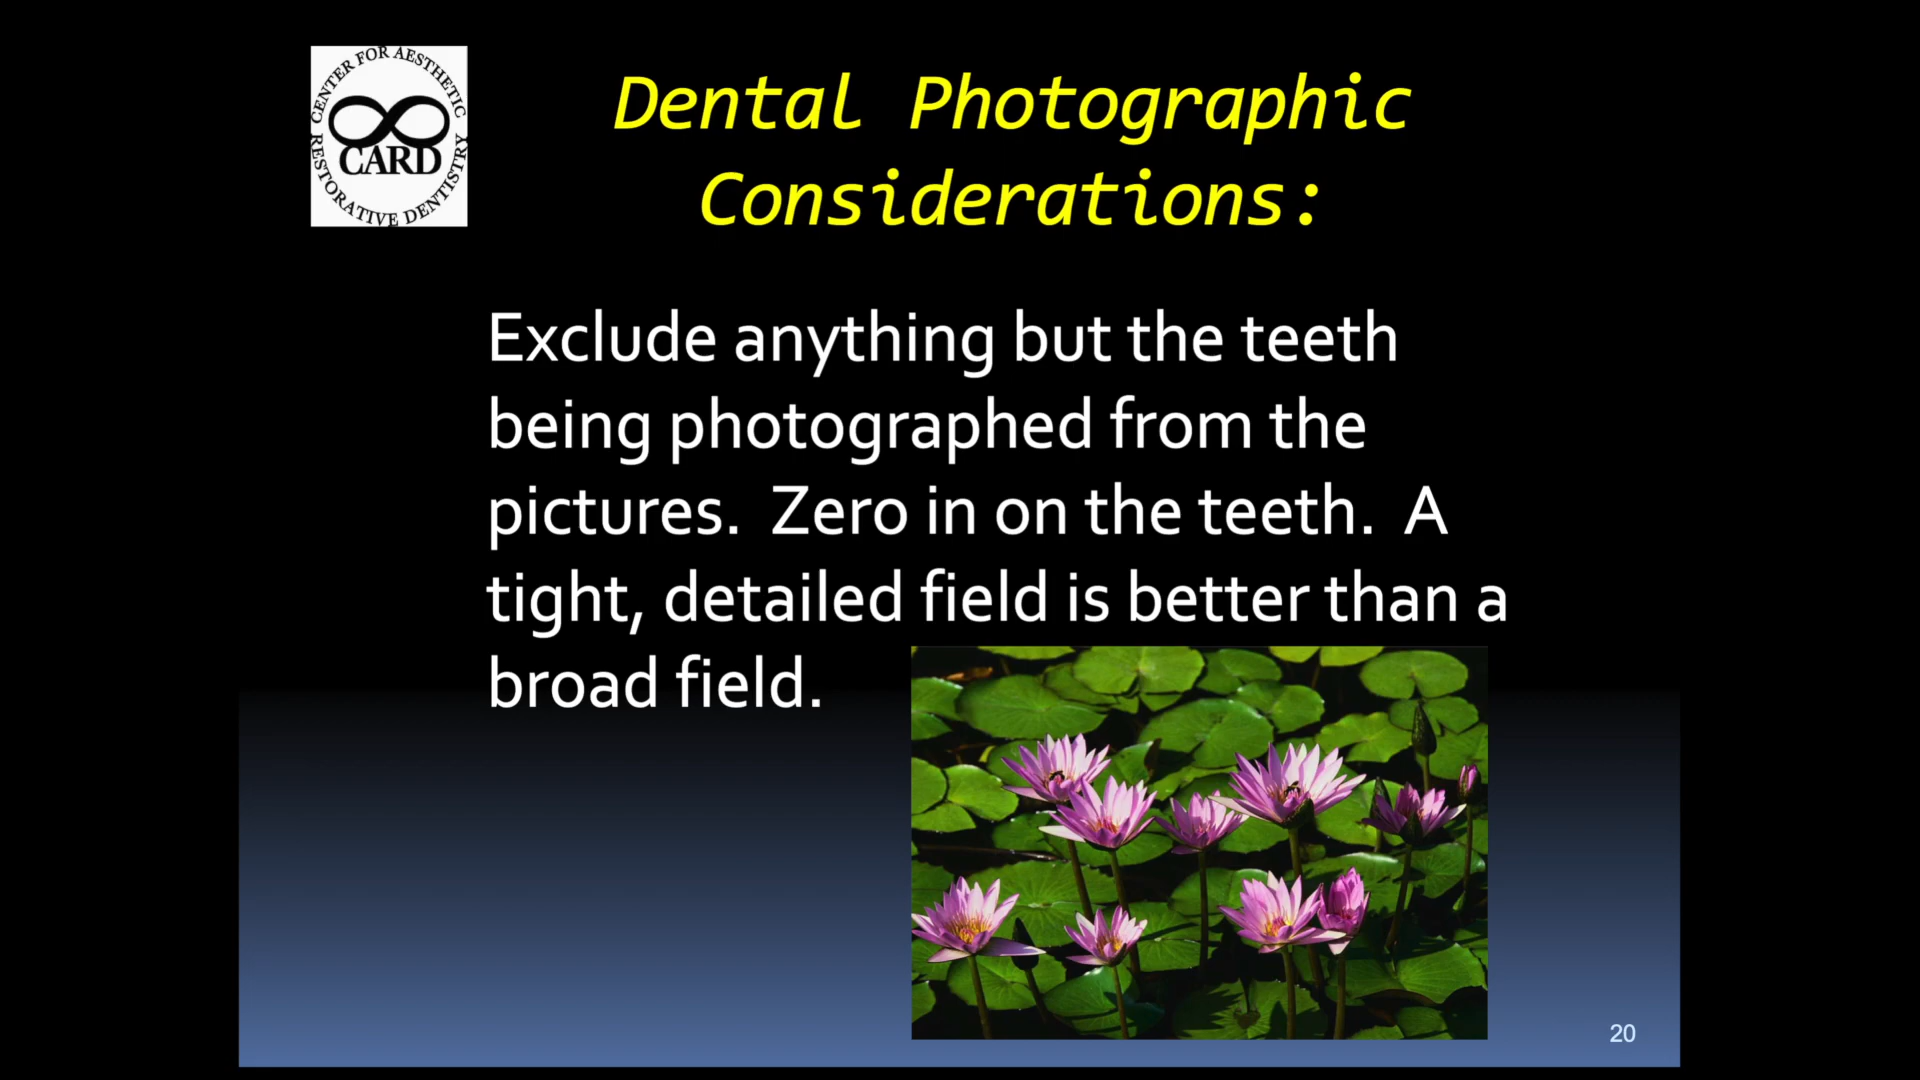 CENTER FOR AESTHETIC
CARD
RESTORATIVE DENTISTRY
Dental Photographic
Considerations:
Exclude anything but the teeth
being photographed from the
pictures.  Zero in on the teeth.  A
tight, detailed field is better than a
broad field.
20